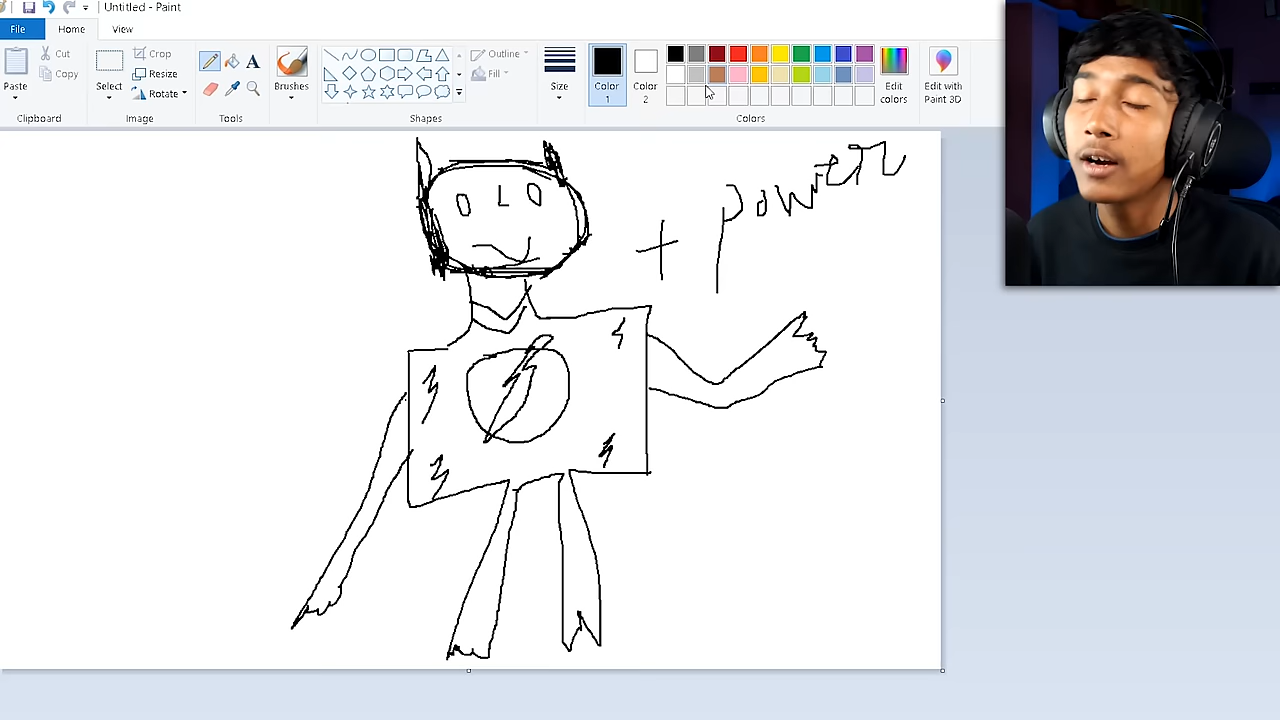 Untitled - Paint
File
Home
View
Paste
Cut
Copy
Clipboard
Select
Crop
Rotate
Image
Tools
Brushes
Shapes
Outline
Fill
Size
Color 1
Color 2
Edit colors
Edit with Paint 3D
Colors
+ power